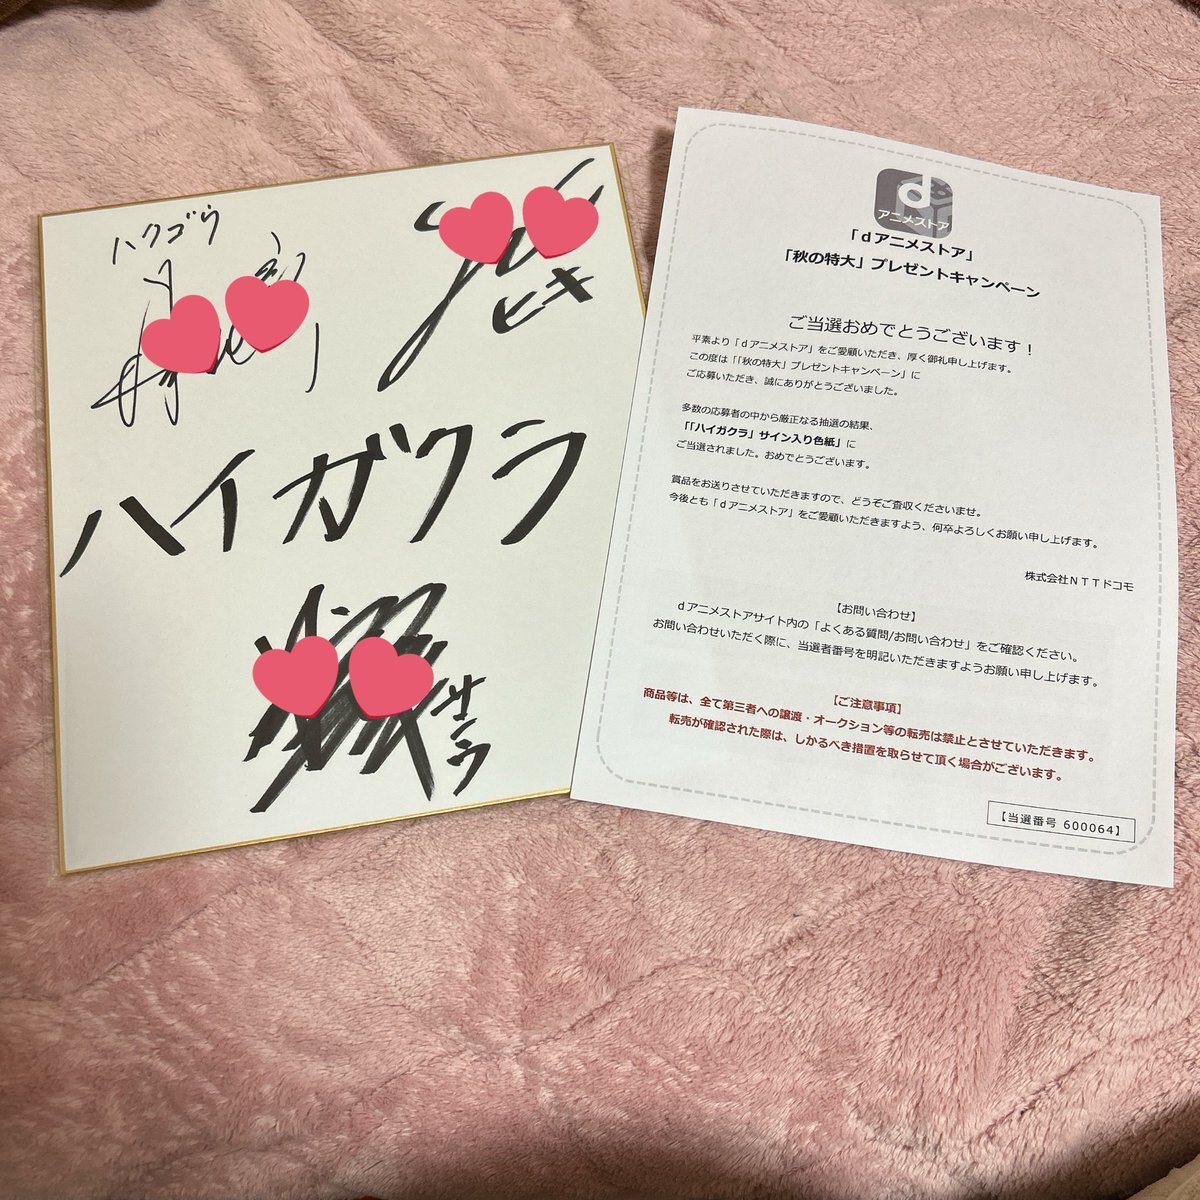 ハクゴウ
ヒキ
ハイガクラ
サニウ
d
アニメストア
「ｄアニメストア」
「秋の特大」プレゼントキャンペーン
ご当選おめでとうございます！
平素より「ｄアニメストア」をご愛顧いただき、厚く御礼申し上げます。
この度は「「秋の特大」プレゼントキャンペーン」に
ご応募いただき、誠にありがとうございました。
多数の応募者の中から厳正なる抽選の結果、
「「ハイガクラ」サイン入り色紙」に
ご当選されました。おめでとうございます。
賞品をお送りさせていただきますので、どうぞご査収くださいませ。
今後とも「ｄアニメストア」をご愛顧いただきますよう、何卒よろしくお願い申し上げます。
株式会社ＮＴＴドコモ
【お問い合わせ】
ｄアニメストアサイト内の「よくある質問/お問い合わせ」をご確認ください。
お問い合わせいただく際に、当選者番号を明記いただきますようお願い申し上げます。
【ご注意事項】
商品等は、全て第三者への譲渡・オークション等の転売は禁止とさせていただきます。
転売が確認された際は、しかるべき措置を取らせて頂く場合がございます。
【当選番号 600064】